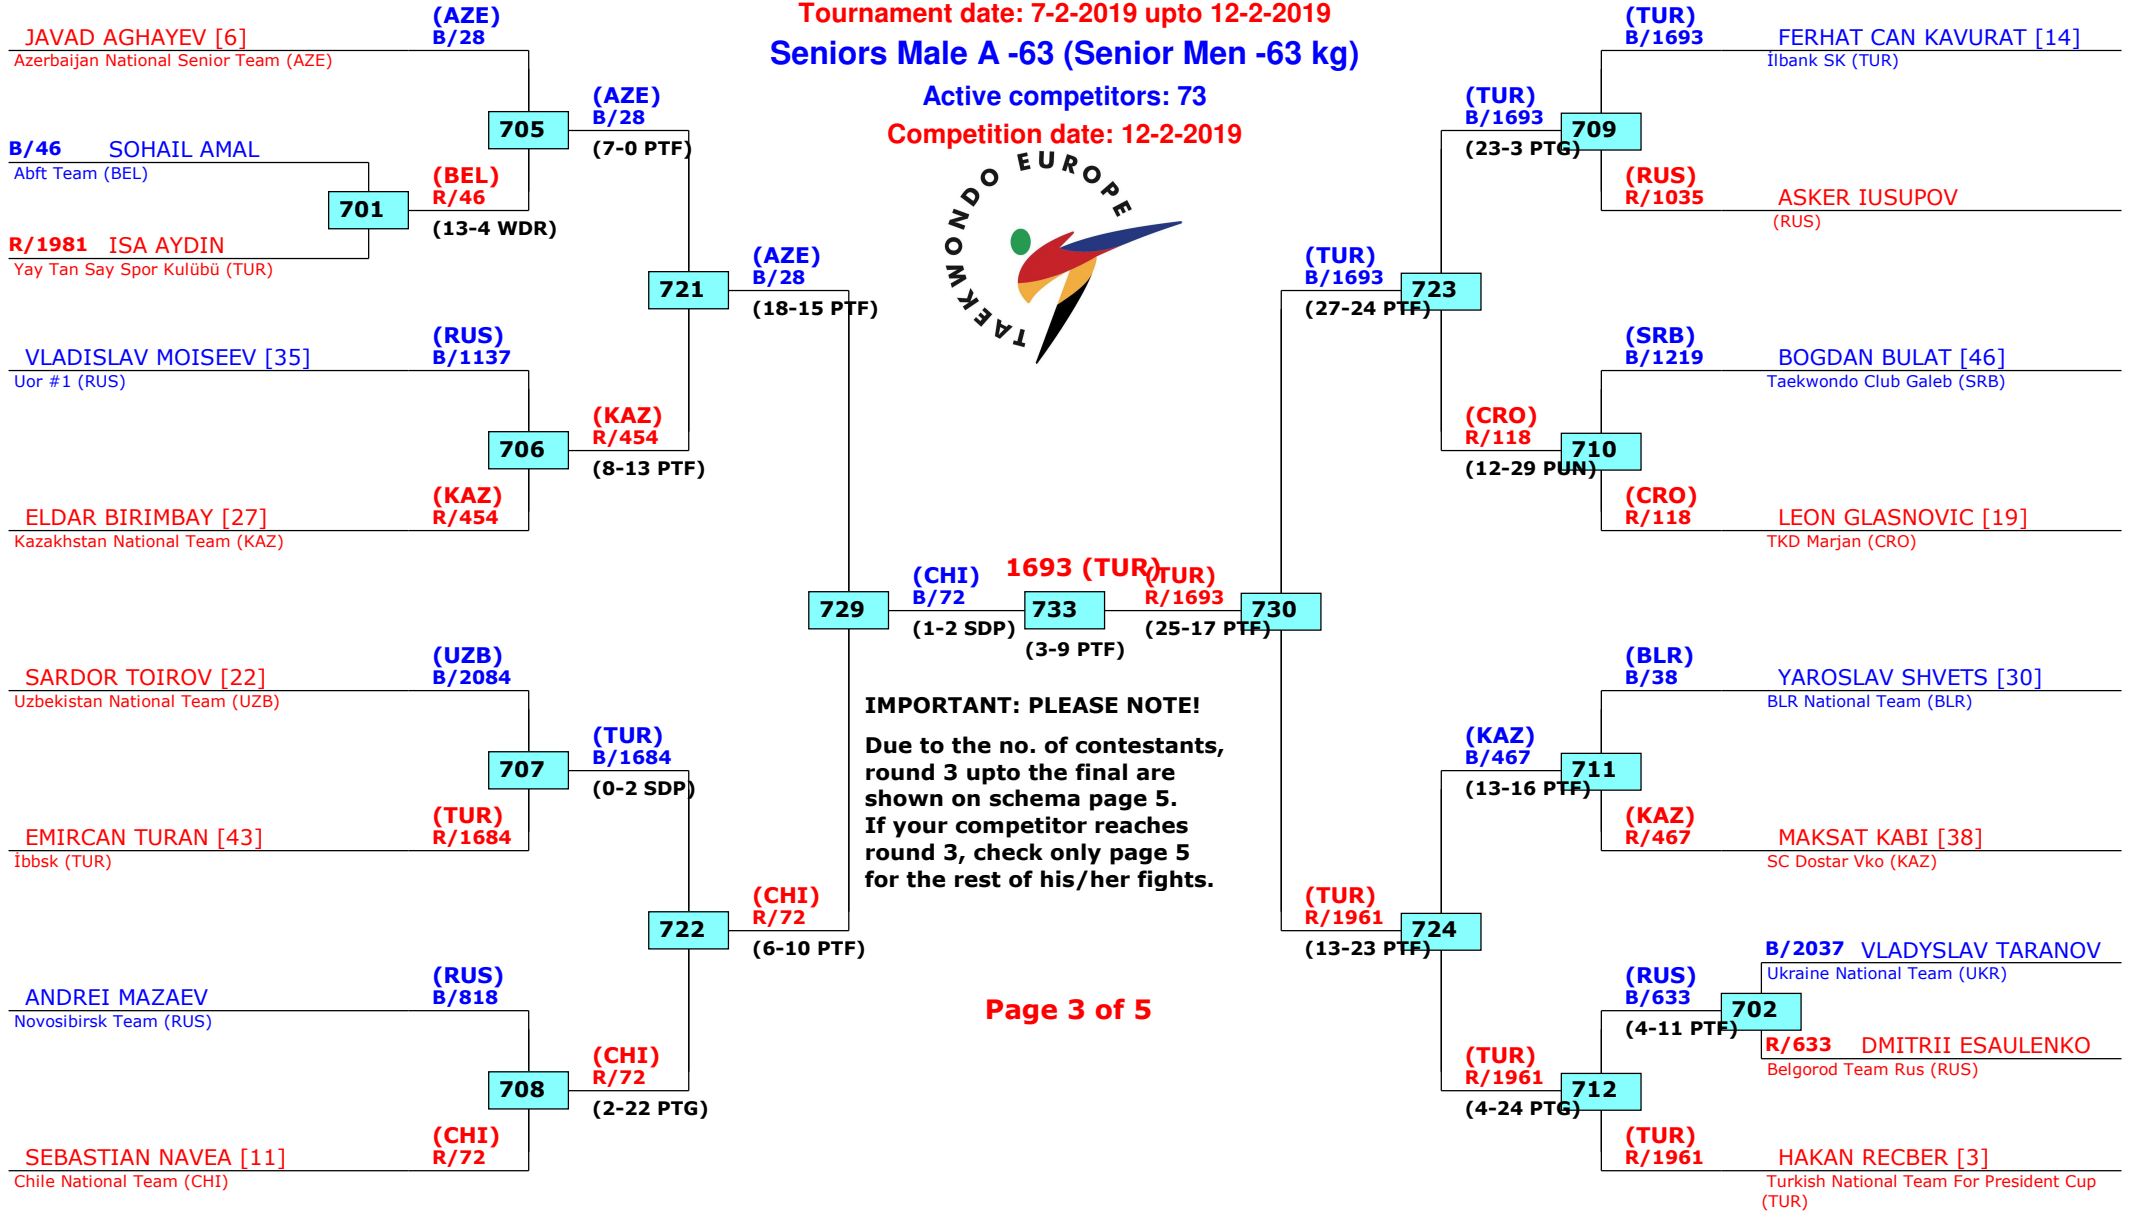 Tournament date: 7-2-2019 upto 12-2-2019
Seniors Male A -63 (Senior Men -63 kg)
Active competitors: 73
Competition date: 12-2-2019
TAEKWONDO EUROPE
JAVAD AGHAYEV [6]
Azerbaijan National Senior Team (AZE)
(AZE)
B/28
B/46 SOHAIL AMAL
Abft Team (BEL)
701
R/1981 ISA AYDIN
Yay Tan Say Spor Kulübü (TUR)
(BEL)
R/46
(13-4 WDR)
705
(AZE)
B/28
(7-0 PTF)
VLADISLAV MOISEEV [35]
Uor #1 (RUS)
(RUS)
B/1137
706
ELDAR BIRIMBAY [27]
Kazakhstan National Team (KAZ)
(KAZ)
R/454
(KAZ)
R/454
(8-13 PTF)
721
(AZE)
B/28
(18-15 PTF)
SARDOR TOIROV [22]
Uzbekistan National Team (UZB)
(UZB)
B/2084
707
EMIRCAN TURAN [43]
İbbsk (TUR)
(TUR)
R/1684
(TUR)
B/1684
(0-2 SDP)
ANDREI MAZAEV
Novosibirsk Team (RUS)
(RUS)
B/818
708
SEBASTIAN NAVEA [11]
Chile National Team (CHI)
(CHI)
R/72
(CHI)
R/72
(2-22 PTG)
722
(CHI)
R/72
(6-10 PTF)
729
(CHI)
B/72
(1-2 SDP)
1693 (TUR)
733
(3-9 PTF)
(TUR)
R/1693
(25-17 PTF)
730
IMPORTANT: PLEASE NOTE!
Due to the no. of contestants,
round 3 upto the final are
shown on schema page 5.
If your competitor reaches
round 3, check only page 5
for the rest of his/her fights.
Page 3 of 5
(TUR)
B/1693
FERHAT CAN KAVURAT [14]
İlbank SK (TUR)
709
(RUS)
R/1035
ASKER IUSUPOV
(RUS)
(TUR)
B/1693
(23-3 PTG)
(SRB)
B/1219
BOGDAN BULAT [46]
Taekwondo Club Galeb (SRB)
710
(CRO)
R/118
LEON GLASNOVIC [19]
TKD Marjan (CRO)
(CRO)
R/118
(12-29 PUN)
723
(TUR)
B/1693
(27-24 PTF)
(BLR)
B/38
YAROSLAV SHVETS [30]
BLR National Team (BLR)
711
(KAZ)
R/467
MAKSAT KABI [38]
SC Dostar Vko (KAZ)
(KAZ)
B/467
(13-16 PTF)
B/2037 VLADYSLAV TARANOV
Ukraine National Team (UKR)
702
R/633 DMITRII ESAULENKO
Belgorod Team Rus (RUS)
(RUS)
B/633
(4-11 PTF)
712
(TUR)
R/1961
HAKAN RECBER [3]
Turkish National Team For President Cup
(TUR)
(TUR)
R/1961
(4-24 PTG)
724
(TUR)
R/1961
(13-23 PTF)